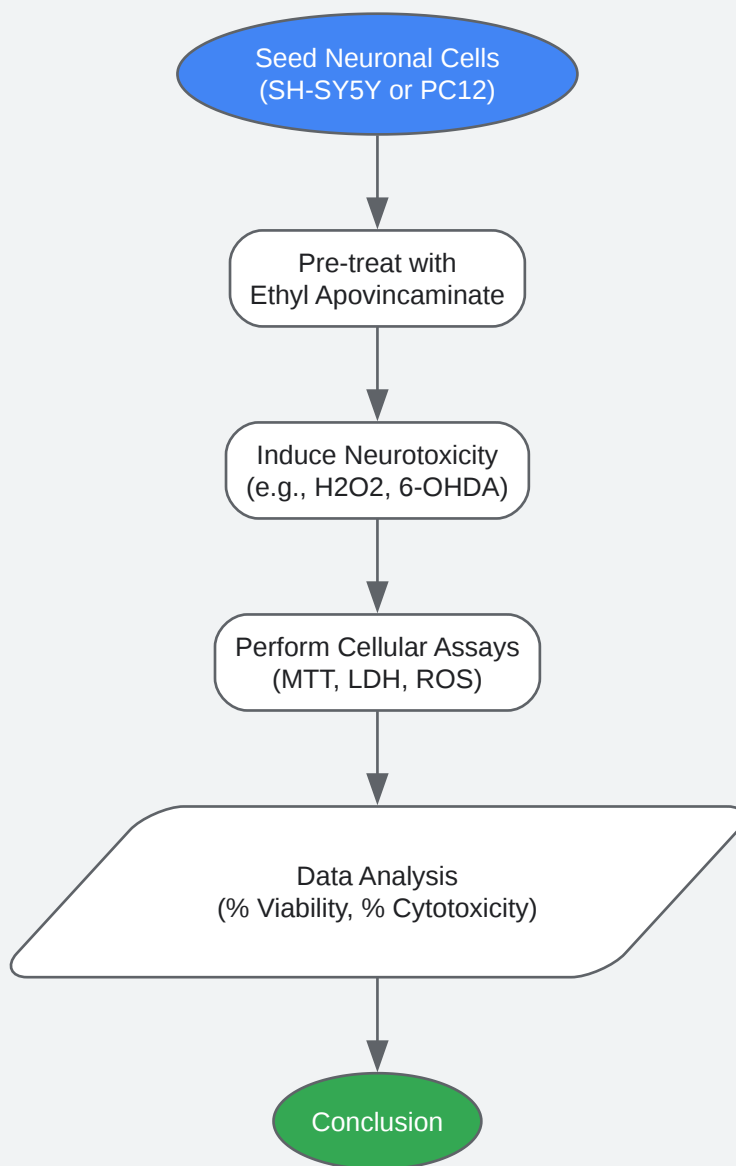 Seed Neuronal Cells
(SH-SY5Y or PC12)
Pre-treat with
Ethyl Apovincaminate
Induce Neurotoxicity
(e.g., H2O2, 6-OHDA)
Perform Cellular Assays
(MTT, LDH, ROS)
Data Analysis
(% Viability, % Cytotoxicity)
Conclusion